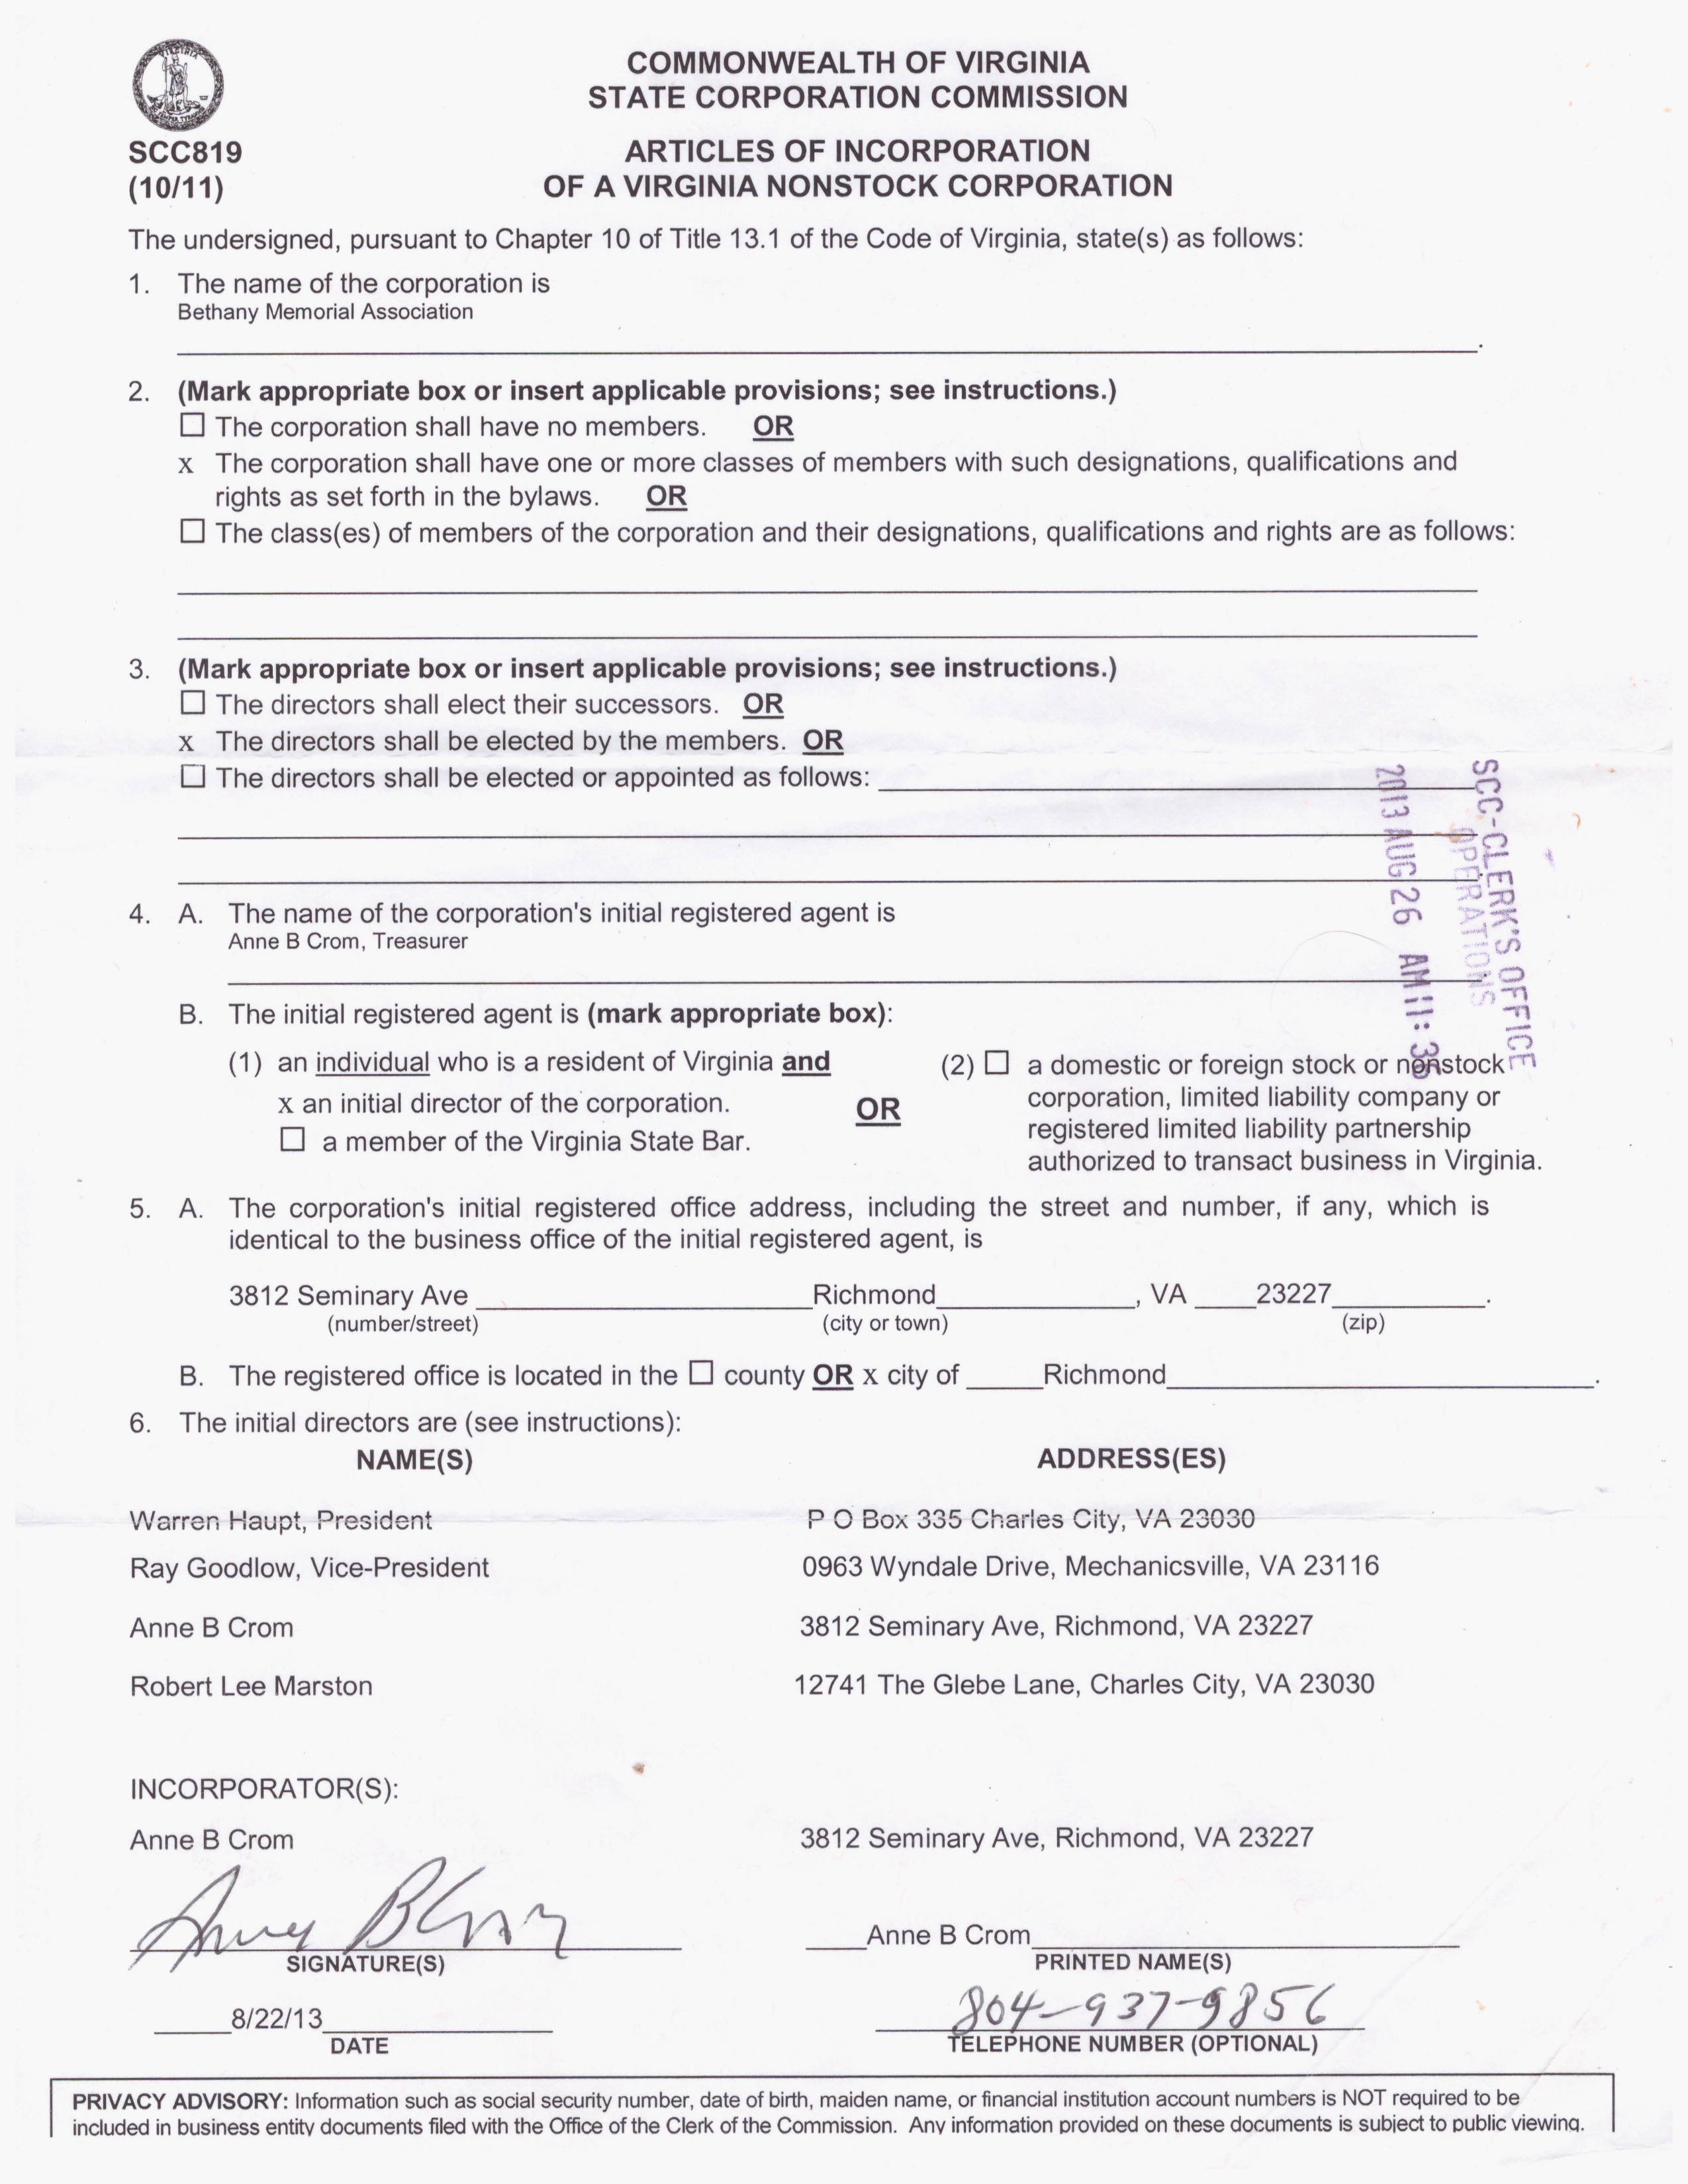 COMMONWEALTH OF VIRGINIA
STATE CORPORATION COMMISSION
SCC819
(10/11)
ARTICLES OF INCORPORATION
OF A VIRGINIA NONSTOCK CORPORATION
The undersigned, pursuant to Chapter 10 of Title 13.1 of the Code of Virginia, state(s) as follows:
1. The name of the corporation is
Bethany Memorial Association
2. (Mark appropriate box or insert applicable provisions; see instructions.)
☐ The corporation shall have no members. OR
x The corporation shall have one or more classes of members with such designations, qualifications and
rights as set forth in the bylaws. OR
☐ The class(es) of members of the corporation and their designations, qualifications and rights are as follows:
3. (Mark appropriate box or insert applicable provisions; see instructions.)
☐ The directors shall elect their successors. OR
x The directors shall be elected by the members. OR
☐ The directors shall be elected or appointed as follows:
SCC-CLERK'S OFFICE
OPERATIONS
2013 AUG 26 AM 11:36
4. A. The name of the corporation's initial registered agent is
Anne B Crom, Treasurer
B. The initial registered agent is (mark appropriate box):
(1) an individual who is a resident of Virginia and
x an initial director of the corporation.
☐ a member of the Virginia State Bar.
OR
(2) ☐ a domestic or foreign stock or nonstock
corporation, limited liability company or
registered limited liability partnership
authorized to transact business in Virginia.
5. A. The corporation's initial registered office address, including the street and number, if any, which is
identical to the business office of the initial registered agent, is
3812 Seminary Ave Richmond, VA 23227.
(number/street) (city or town) (zip)
B. The registered office is located in the ☐ county OR x city of Richmond.
6. The initial directors are (see instructions):
NAME(S) ADDRESS(ES)
Warren Haupt, President P O Box 335 Charles City, VA 23030
Ray Goodlow, Vice-President 0963 Wyndale Drive, Mechanicsville, VA 23116
Anne B Crom 3812 Seminary Ave, Richmond, VA 23227
Robert Lee Marston 12741 The Glebe Lane, Charles City, VA 23030
INCORPORATOR(S):
Anne B Crom 3812 Seminary Ave, Richmond, VA 23227
Anne B Crom Anne B Crom
SIGNATURE(S) PRINTED NAME(S)
8/22/13 804-937-9856
DATE TELEPHONE NUMBER (OPTIONAL)
PRIVACY ADVISORY: Information such as social security number, date of birth, maiden name, or financial institution account numbers is NOT required to be
included in business entity documents filed with the Office of the Clerk of the Commission. Any information provided on these documents is subject to public viewing.